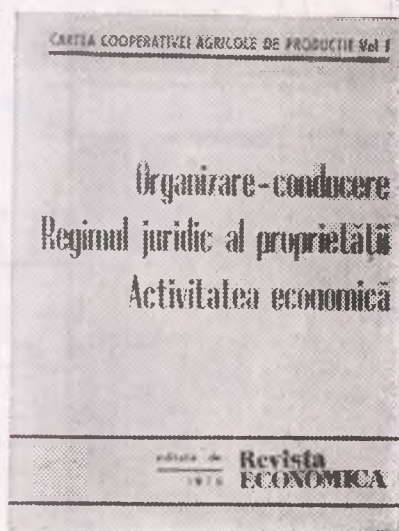 CARTEA COOPERATIVEI AGRICOLE DE PRODUCTIE Vol I
Organizare-conducere
Regimul juridic al proprietății
Activitatea economică
editata de
1976
Revista
ECONOMICA